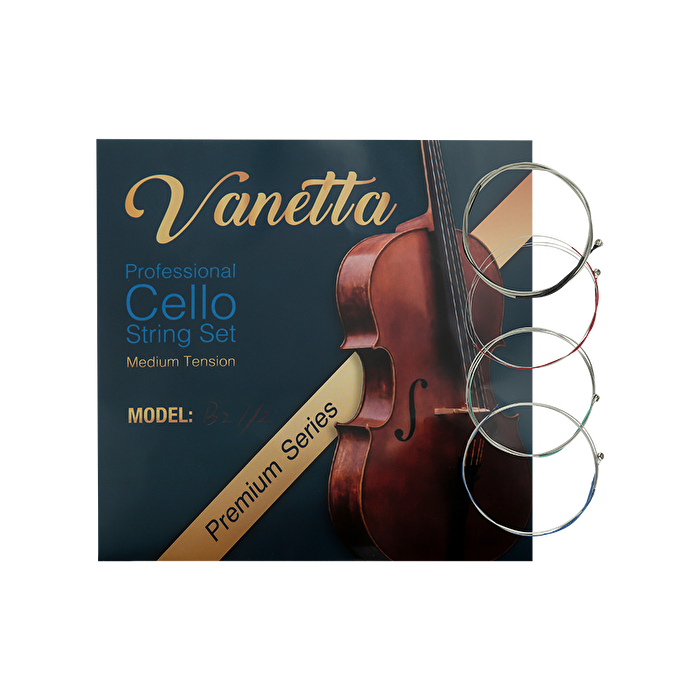 Vanetta
Professional
Cello
String Set
Medium Tension
MODEL:
Premium Series